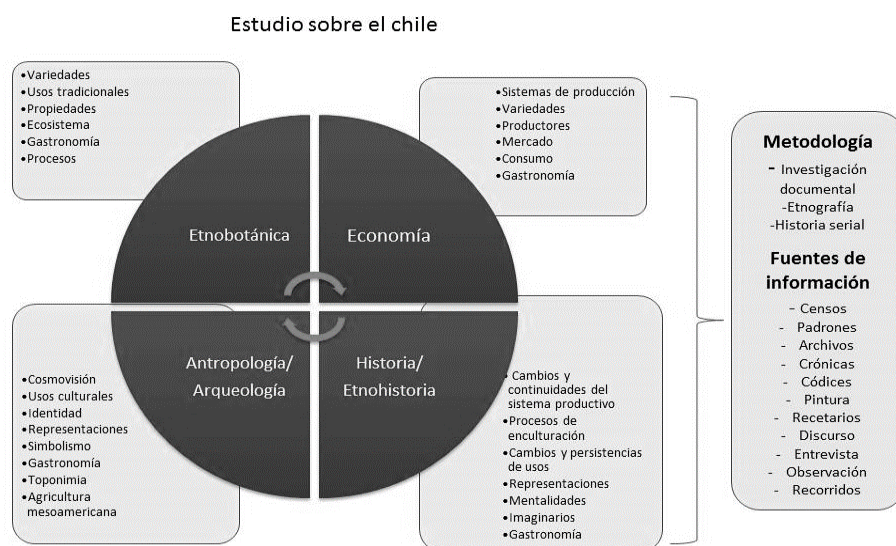 Estudio sobre el chile
•Variedades
•Usos tradicionales
•Propiedades
•Ecosistema
•Gastronomía
•Procesos
•Sistemas de producción
•Variedades
•Productores
•Mercado
•Consumo
•Gastronomía
Etnobotánica
Economía
Antropología/
Arqueología
Historia/
Etnohistoria
•Cosmovisión
•Usos culturales
•Identidad
•Representaciones
•Simbolismo
•Gastronomía
•Toponimia
•Agricultura
mesoamericana
•Cambios y
continuidades del
sistema productivo
•Procesos de
enculturación
•Cambios y persistencias
de usos
•Representaciones
•Mentalidades
•Imaginarios
•Gastronomía
Metodología
- Investigación
documental
-Etnografía
-Historia serial
Fuentes de
información
- Censos
- Padrones
- Archivos
- Crónicas
- Códices
- Pintura
- Recetarios
- Discurso
- Entrevista
- Observación
- Recorridos